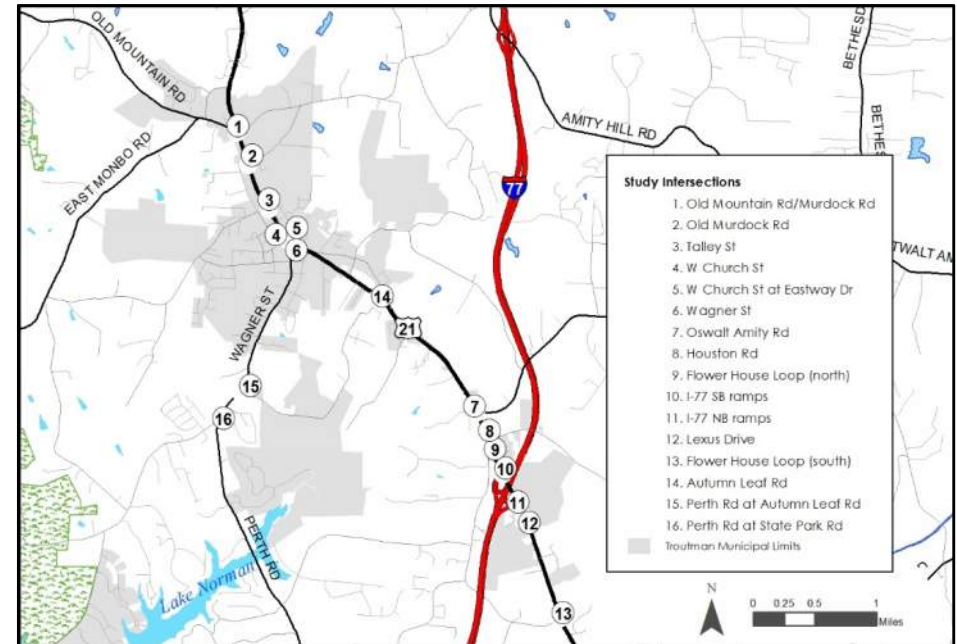 OLD MOUNTAIN RD
EAST MONBO RD
WAGNER ST
PERTH RD
Lake Norman
AMITY HILL RD
BETHESD
BETHES
TWALT AM
77
21
1
2
3
4
5
6
14
7
8
9
10
11
12
13
15
16
Study Intersections
1. Old Mountain Rd/Murdock Rd
2. Old Murdock Rd
3. Talley St
4. W Church St
5. W Church St at Eastway Dr
6. Wagner St
7. Oswalt Amity Rd
8. Houston Rd
9. Flower House Loop (north)
10. I-77 SB ramps
11. I-77 NB ramps
12. Lexus Drive
13. Flower House Loop (south)
14. Autumn Leaf Rd
15. Perth Rd at Autumn Leaf Rd
16. Perth Rd at State Park Rd
Troutman Municipal Limits
N
0 0.25 0.5 1
Miles